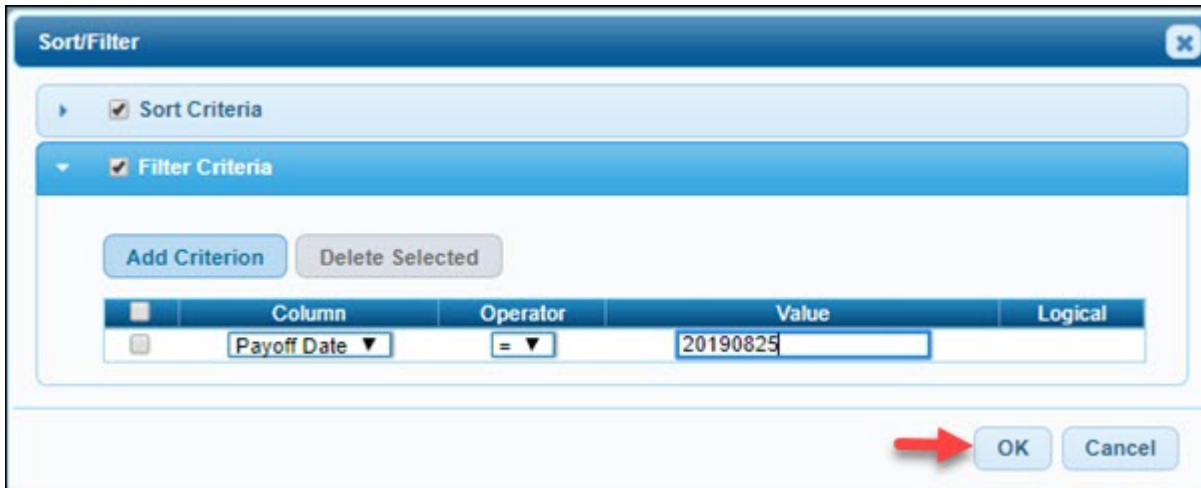 Sort/Filter
Sort Criteria
Filter Criteria
Add Criterion Delete Selected
Column Operator Value Logical
Payoff Date = 20190825
OK Cancel